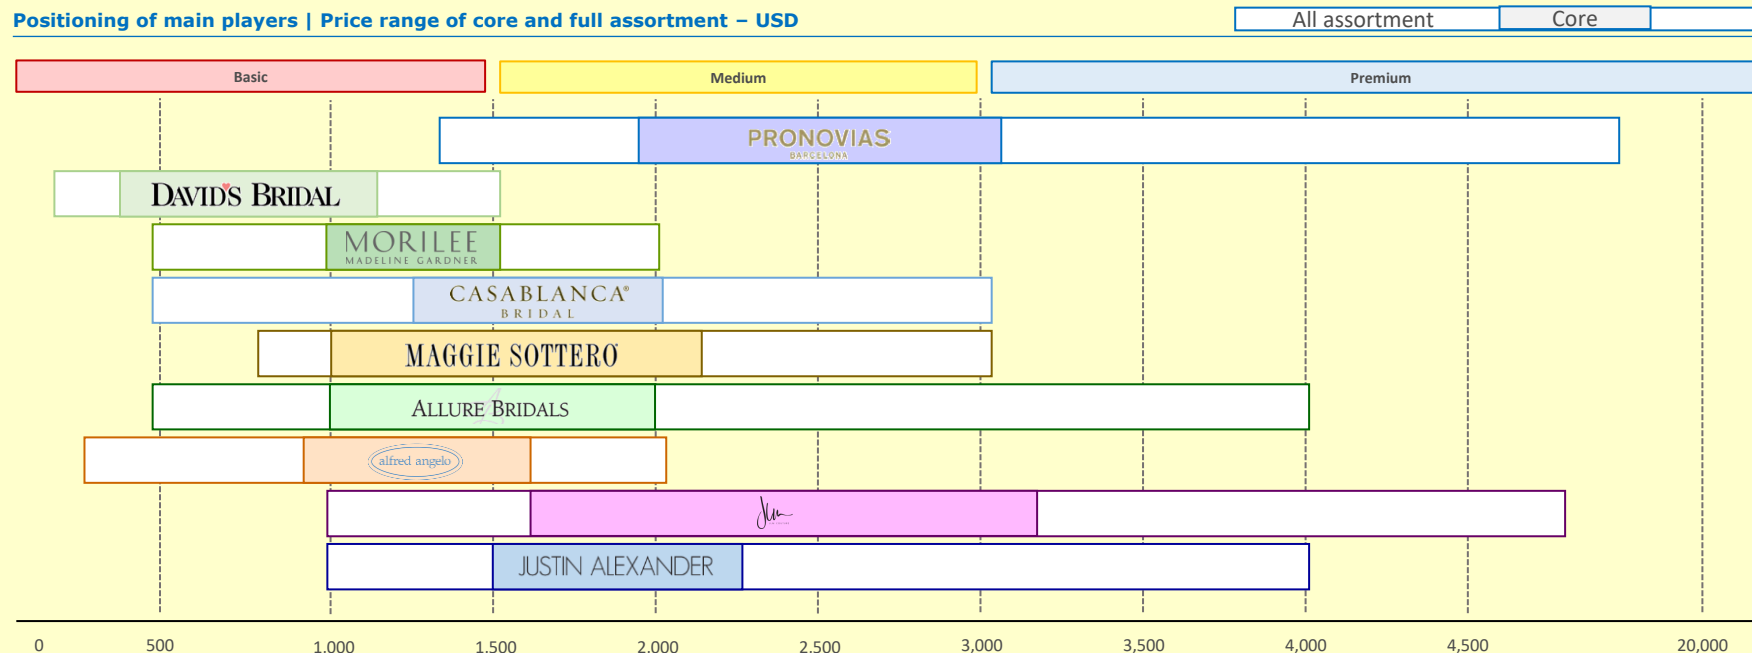 Positioning of main players | Price range of core and full assortment – USD
All assortment
Core
Basic
Medium
Premium
PRONOVIAS
BARCELONA
DAVID'S BRIDAL
MORILEE
MADELINE GARDNER
CASABLANCA®
BRIDAL
MAGGIE SOTTERO
ALLURE BRIDALS
alfred angelo
JLM
JUSTIN ALEXANDER
0 500 1,000 1,500 2,000 2,500 3,000 3,500 4,000 4,500 20,000